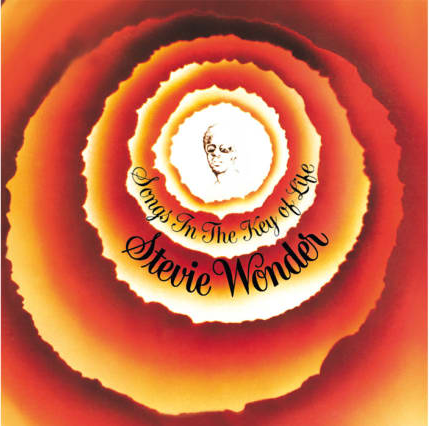 Songs In The Key of Life
Stevie Wonder